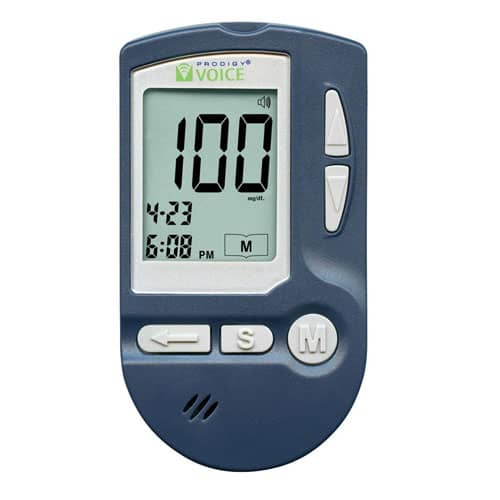 PRODIGY®
VOICE
100
mg/dL
4-23
6:08 PM M
S M